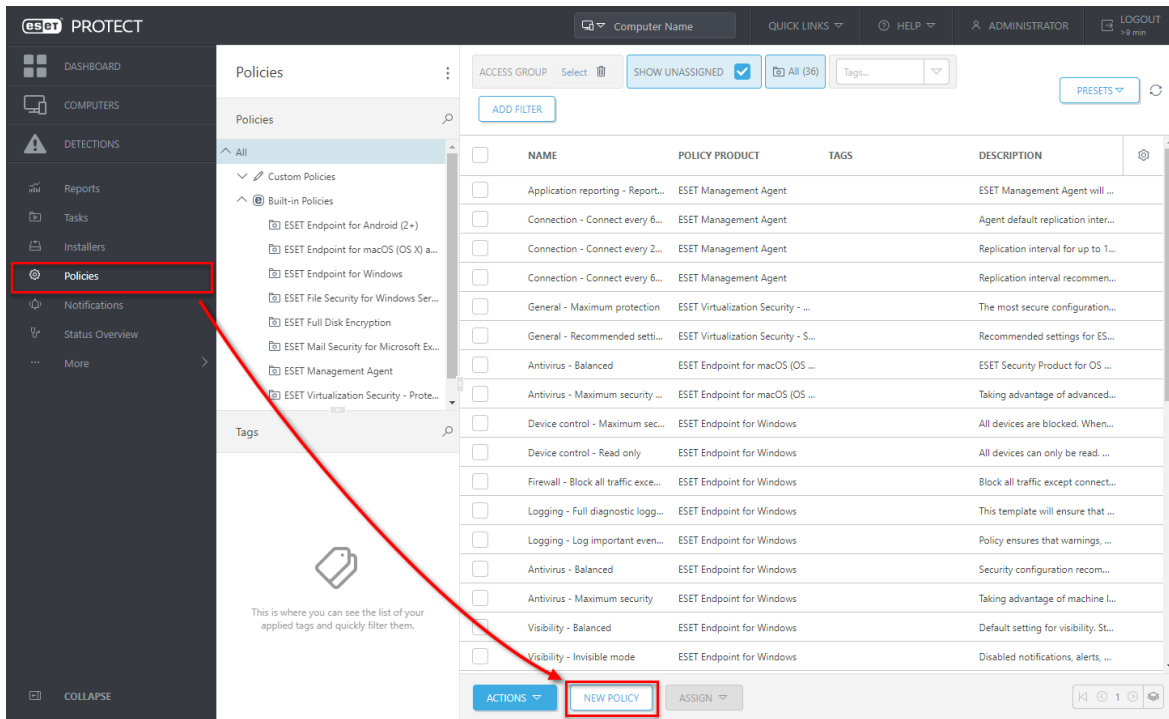 eset PROTECT
Computer Name
QUICK LINKS
HELP
ADMINISTRATOR
LOGOUT
>9 min
DASHBOARD
COMPUTERS
DETECTIONS
Reports
Tasks
Installers
Policies
Notifications
Status Overview
More
COLLAPSE
Policies
Policies
All
Custom Policies
Built-in Policies
ESET Endpoint for Android (2+)
ESET Endpoint for macOS (OS X) a...
ESET Endpoint for Windows
ESET File Security for Windows Ser...
ESET Full Disk Encryption
ESET Mail Security for Microsoft Ex...
ESET Management Agent
ESET Virtualization Security - Prote...
Tags
This is where you can see the list of your
applied tags and quickly filter them.
ACCESS GROUP Select SHOW UNASSIGNED All (36) Tags...
PRESETS
ADD FILTER
NAME POLICY PRODUCT TAGS DESCRIPTION
Application reporting - Report... ESET Management Agent ESET Management Agent will ...
Connection - Connect every 6... ESET Management Agent Agent default replication inter...
Connection - Connect every 2... ESET Management Agent Replication interval for up to 1...
Connection - Connect every 6... ESET Management Agent Replication interval recommen...
General - Maximum protection ESET Virtualization Security - ... The most secure configuration...
General - Recommended setti... ESET Virtualization Security - S... Recommended settings for ES...
Antivirus - Balanced ESET Endpoint for macOS (OS ... ESET Security Product for OS ...
Antivirus - Maximum security ... ESET Endpoint for macOS (OS ... Taking advantage of advanced...
Device control - Maximum sec... ESET Endpoint for Windows All devices are blocked. When...
Device control - Read only ESET Endpoint for Windows All devices can only be read. ...
Firewall - Block all traffic exce... ESET Endpoint for Windows Block all traffic except connect...
Logging - Full diagnostic logg... ESET Endpoint for Windows This template will ensure that ...
Logging - Log important even... ESET Endpoint for Windows Policy ensures that warnings, ...
Antivirus - Balanced ESET Endpoint for Windows Security configuration recom...
Antivirus - Maximum security ESET Endpoint for Windows Taking advantage of machine l...
Visibility - Balanced ESET Endpoint for Windows Default setting for visibility. St...
Visibility - Invisible mode ESET Endpoint for Windows Disabled notifications, alerts, ...
ACTIONS NEW POLICY ASSIGN 1